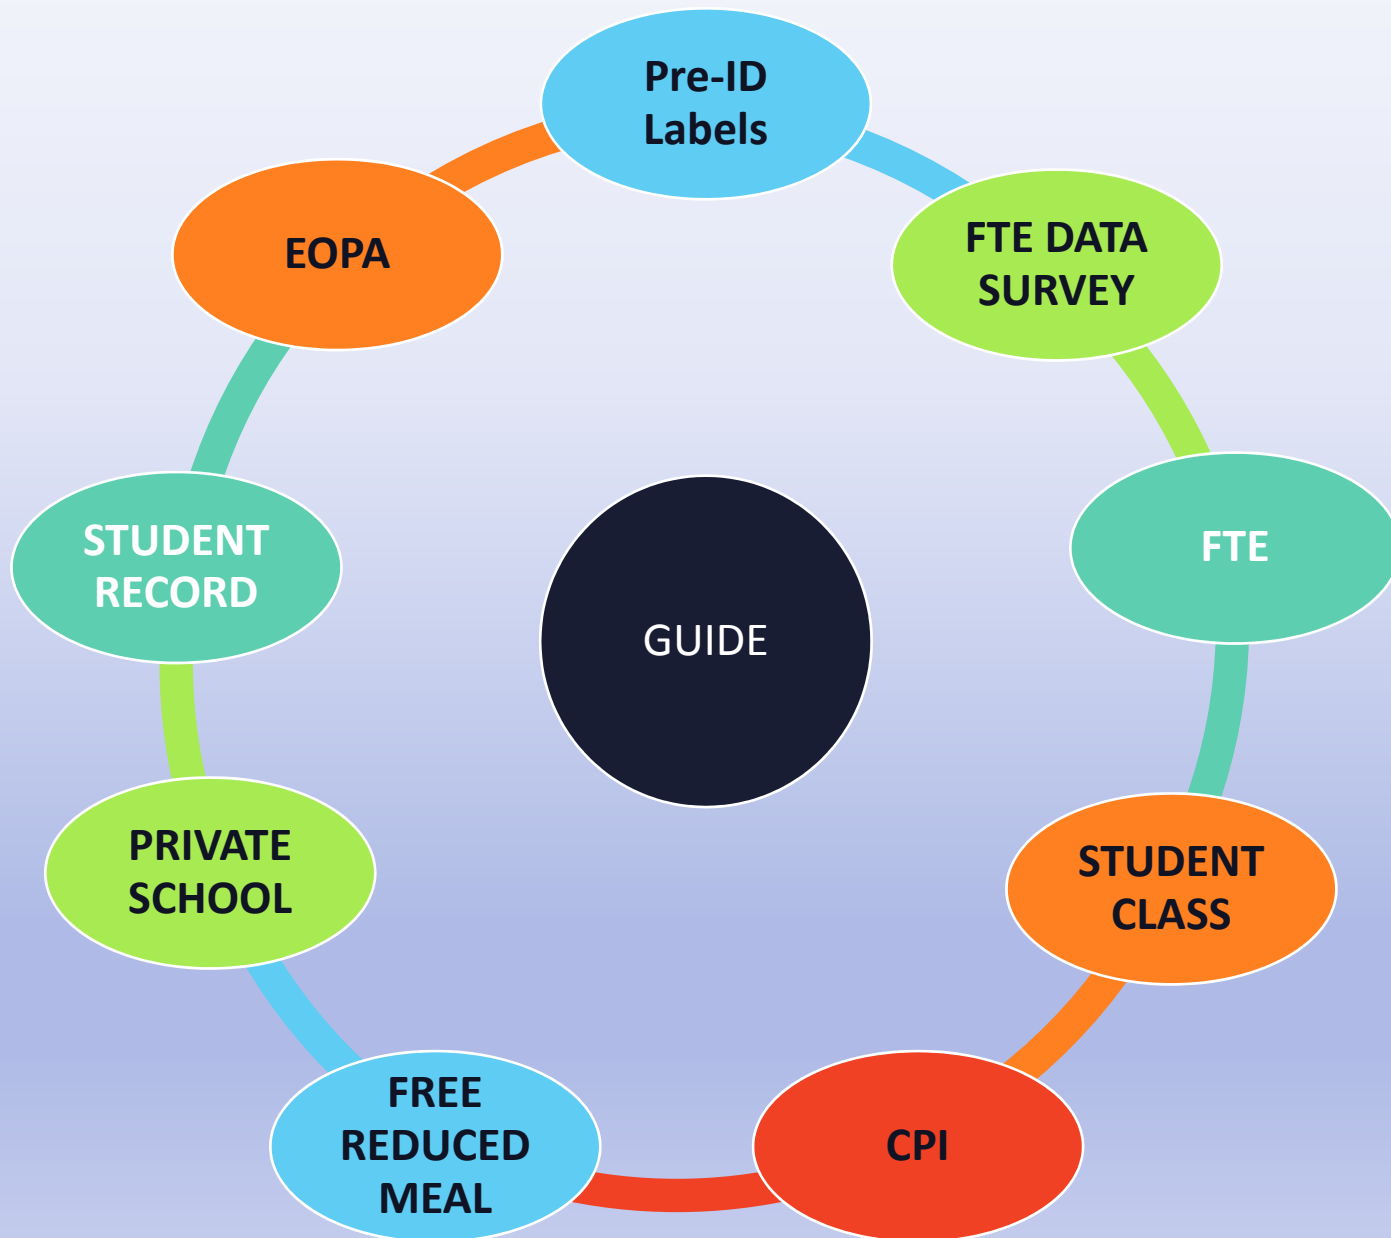 Pre-ID
Labels
FTE DATA
SURVEY
FTE
STUDENT
CLASS
CPI
FREE
REDUCED
MEAL
PRIVATE
SCHOOL
STUDENT
RECORD
EOPA
GUIDE